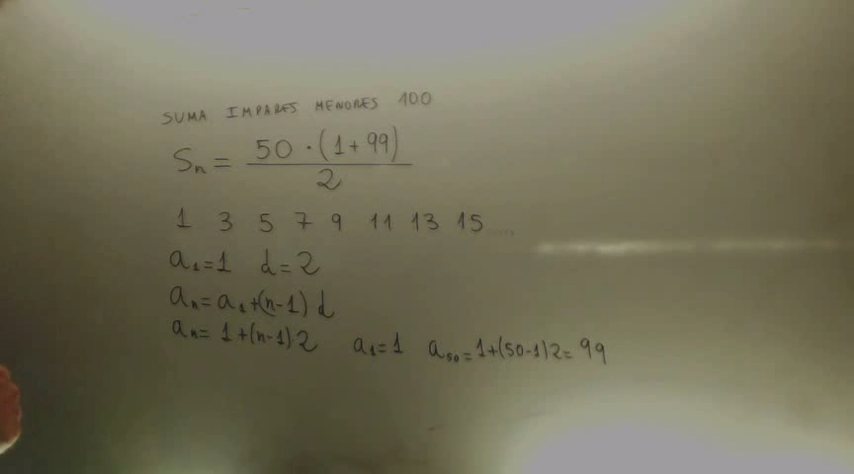 SUMA IMPARES MENORES 100
Sₙ = 50 · (1 + 99) / 2
1 3 5 7 9 11 13 15 ....
a₁=1 d=2
aₙ=a₁+(n-1) d
aₙ= 1+(n-1)·2 a₁=1 a₅₀=1+(50-1)2= 99